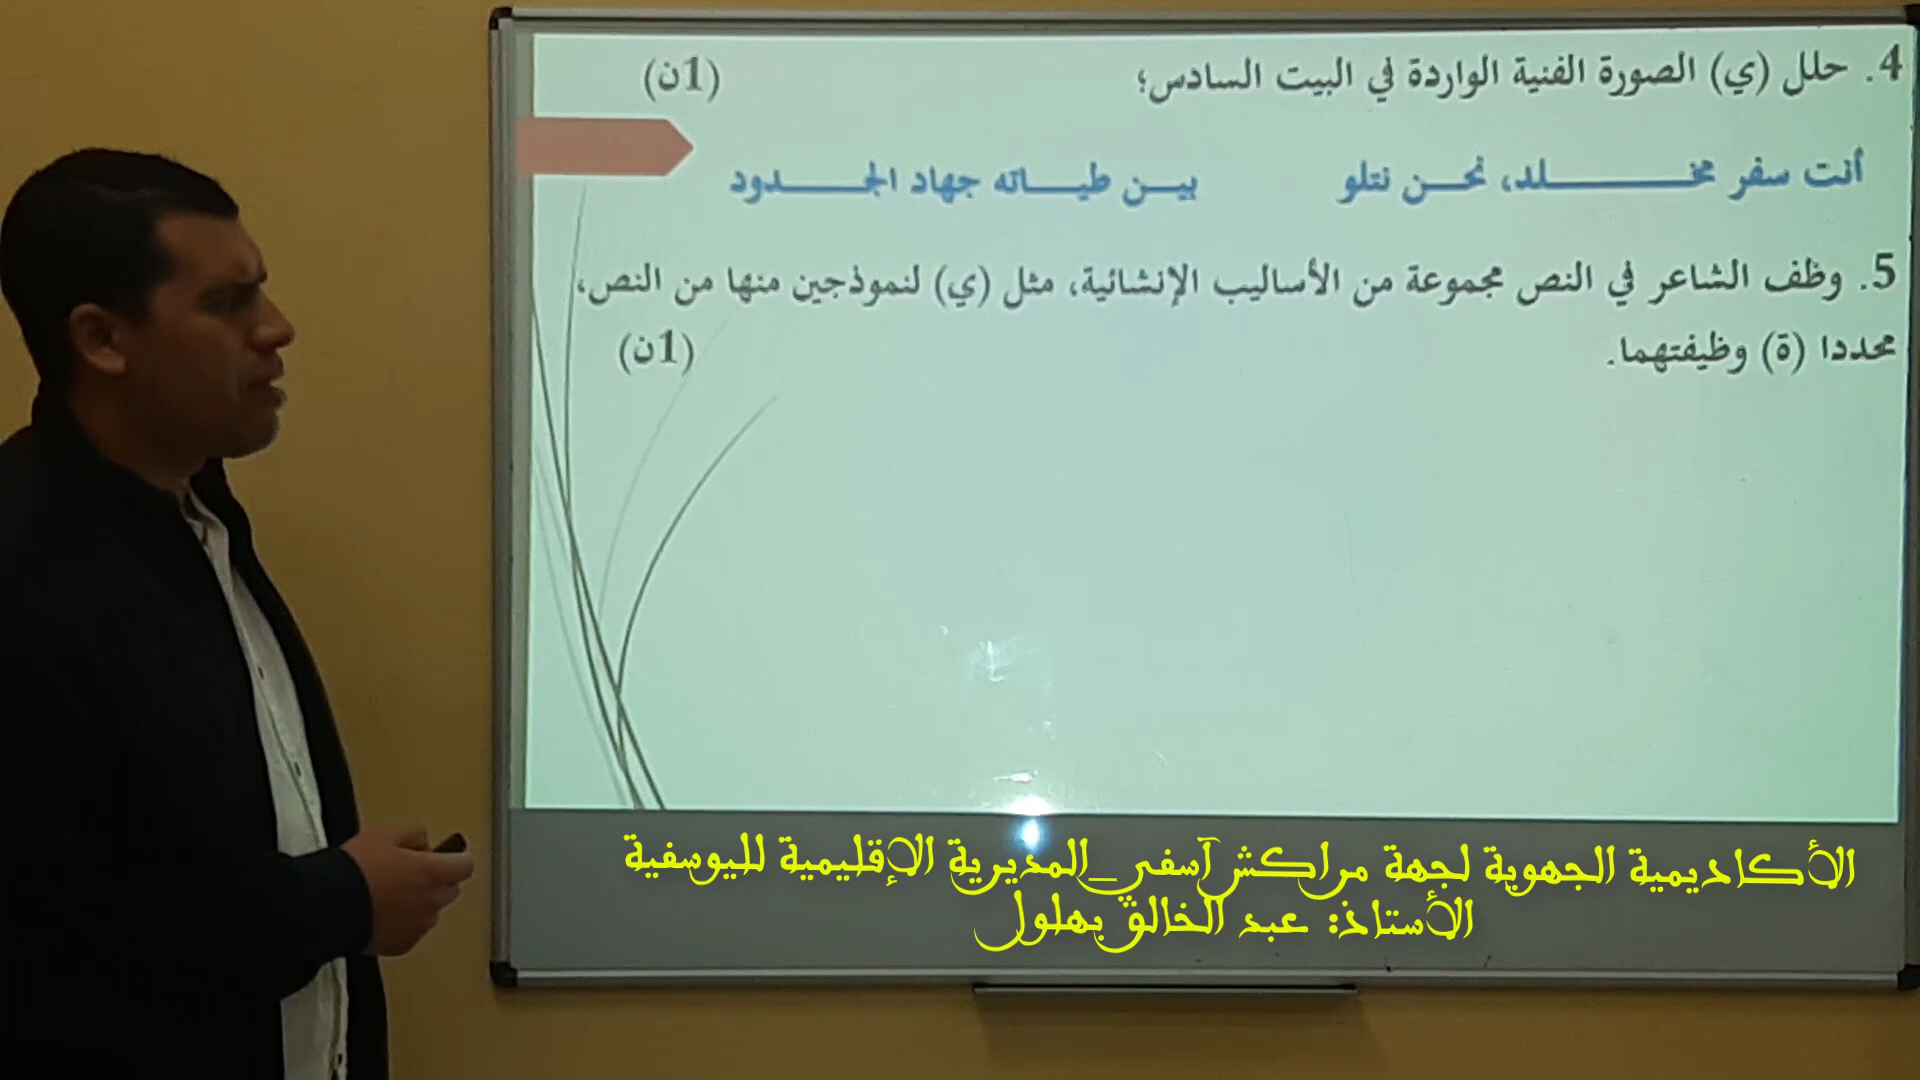 4. حلل (ي) الصورة الفنية الواردة في البيت السادس؛ (1ن)
أنت سفر مخـــــــلد، نحـــن نتلو بيـــن طيـــاته جهاد الجـــــدود
5. وظف الشاعر في النص مجموعة من الأساليب الإنشائية، مثل (ي) لنموذجين منها من النص،
محددا (ة) وظيفتهما. (1ن)
الأكاديمية الجهوية لجهة مراكش آسفي_المديرية الإقليمية لليوسفية
الأستاذ: عبد الخالق بهلول